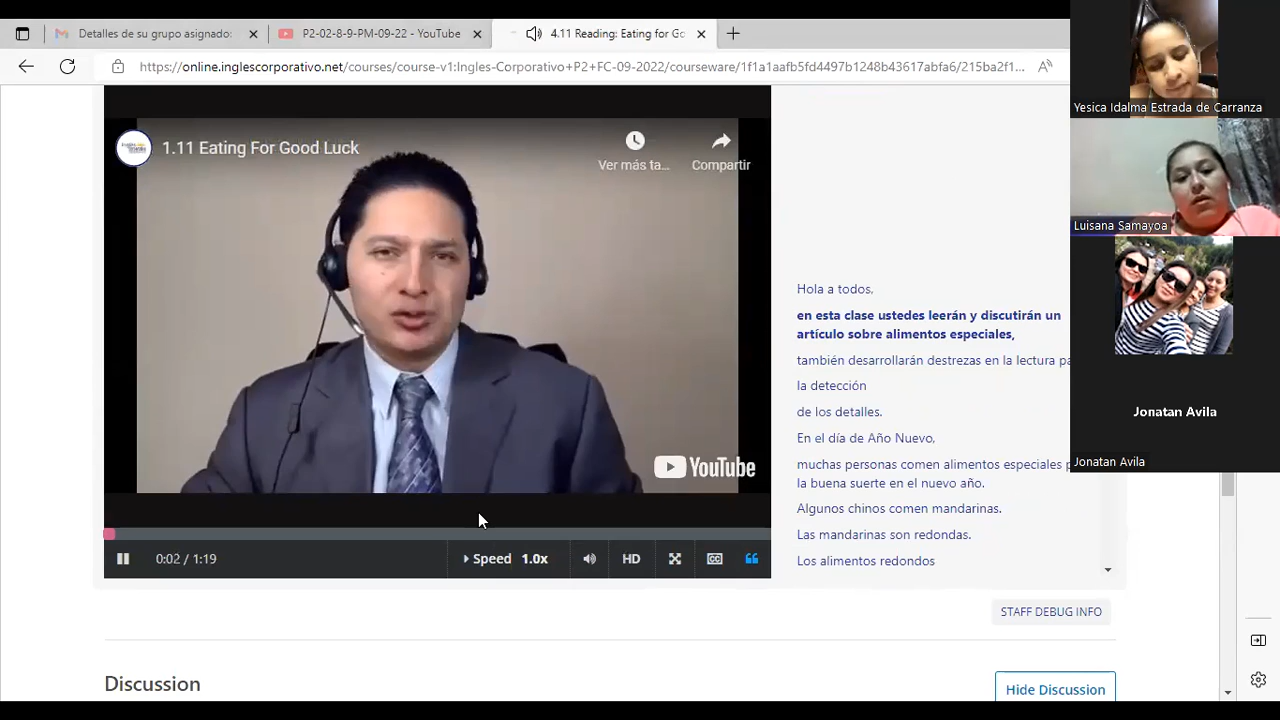 Detalles de su grupo asignado:
P2-02-8-9-PM-09-22 - YouTube
4.11 Reading: Eating for Go
https://online.inglescorporativo.net/courses/course-v1:Ingles-Corporativo+P2+FC-09-2022/courseware/1f1a1aafb5fd4497b1248b43617abfa6/215ba2f1...
1.11 Eating For Good Luck
Ver más ta...
Compartir
YouTube
0:02 / 1:19
Speed 1.0x
HD
CC
Hola a todos,
en esta clase ustedes leerán y discutirán un
artículo sobre alimentos especiales,
también desarrollarán destrezas en la lectura pa
la detección
de los detalles.
En el día de Año Nuevo,
muchas personas comen alimentos especiales p
la buena suerte en el nuevo año.
Algunos chinos comen mandarinas.
Las mandarinas son redondas.
Los alimentos redondos
STAFF DEBUG INFO
Discussion
Hide Discussion
Yesica Idalma Estrada de Carranza
Luisana Samayoa
Jonatan Avila
Jonatan Avila